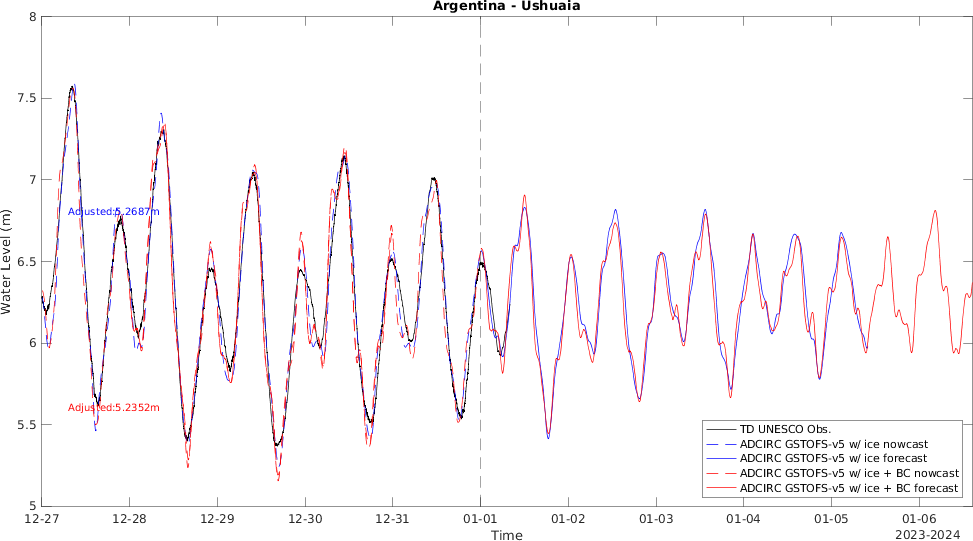 Argentina - Ushuaia
8
7.5
7
6.5
6
5.5
5
Water Level (m)
Adjusted:5.2687m
Adjusted:5.2352m
TD UNESCO Obs.
ADCIRC GSTOFS-v5 w/ ice nowcast
ADCIRC GSTOFS-v5 w/ ice forecast
ADCIRC GSTOFS-v5 w/ ice + BC nowcast
ADCIRC GSTOFS-v5 w/ ice + BC forecast
12-27 12-28 12-29 12-30 12-31 01-01 01-02 01-03 01-04 01-05 01-06
Time
2023-2024